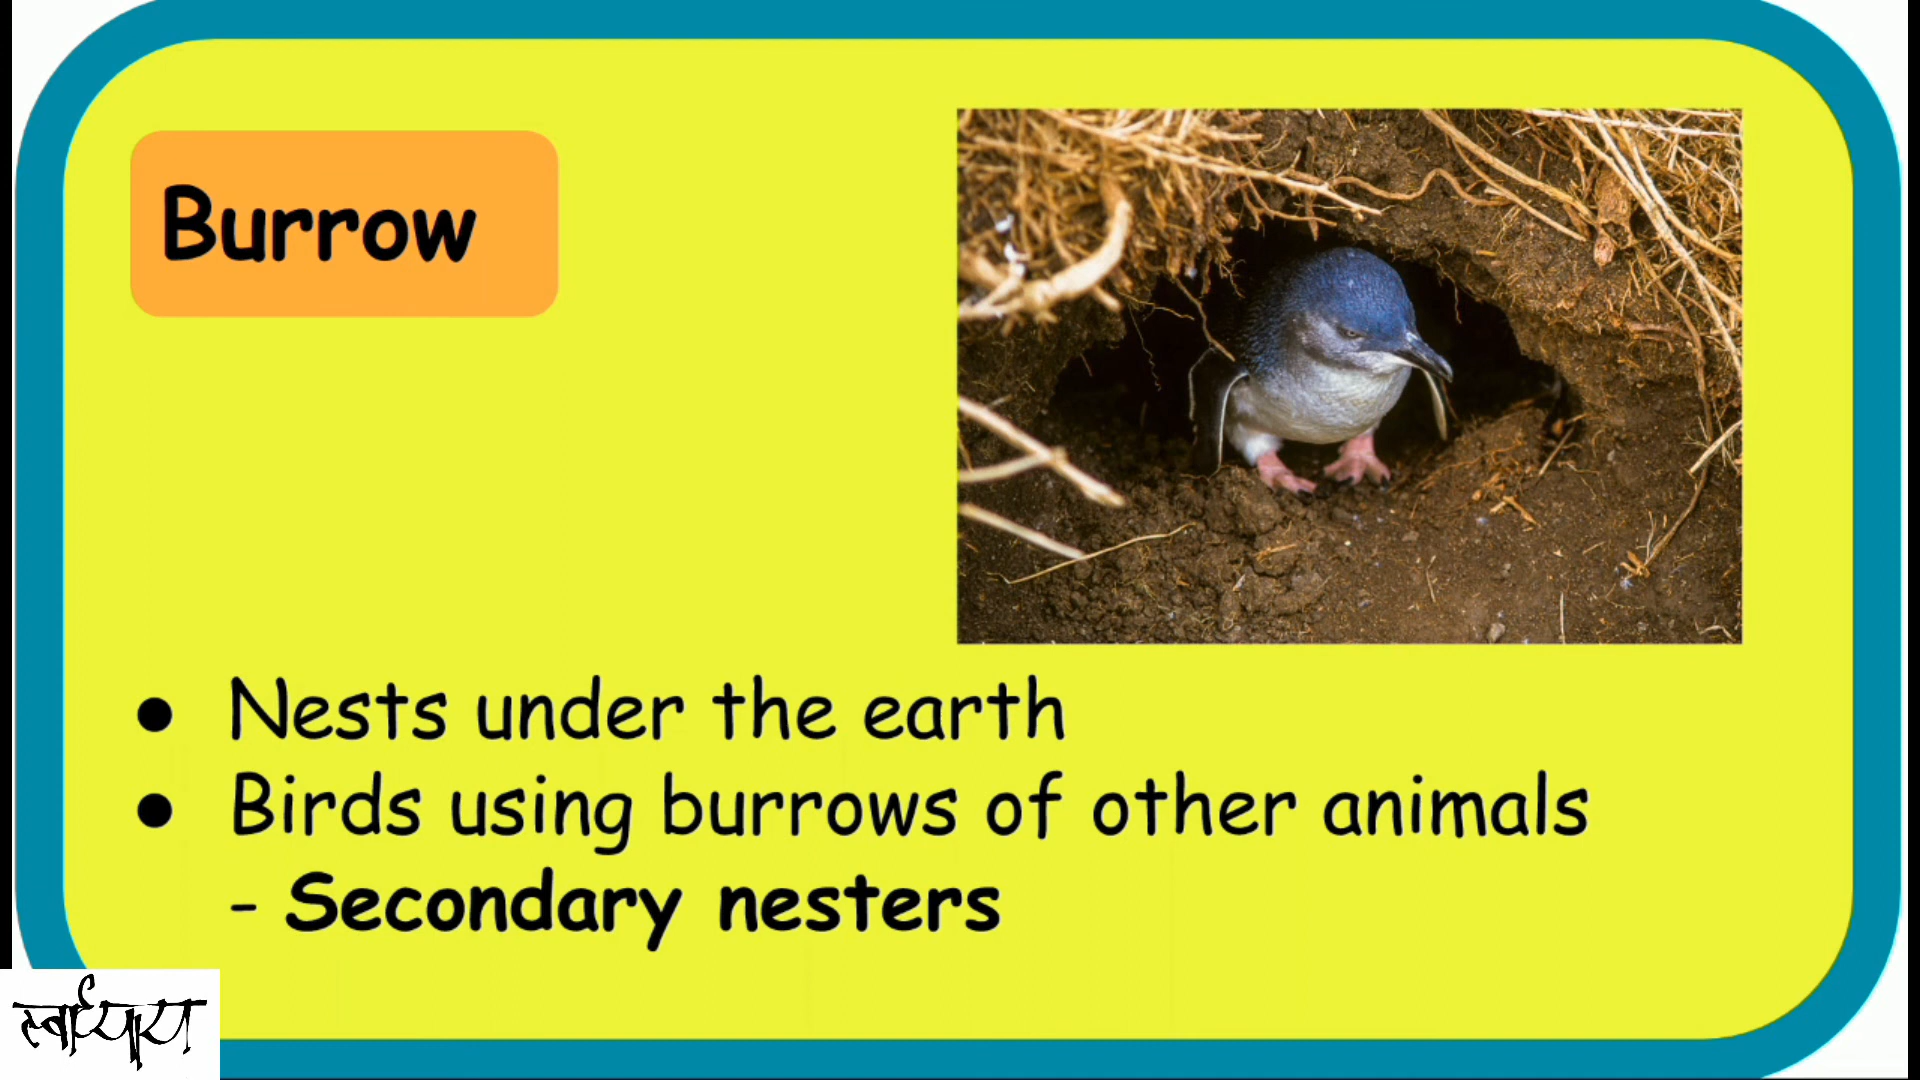 Burrow
● Nests under the earth
● Birds using burrows of other animals
- Secondary nesters
स्वाध्याय